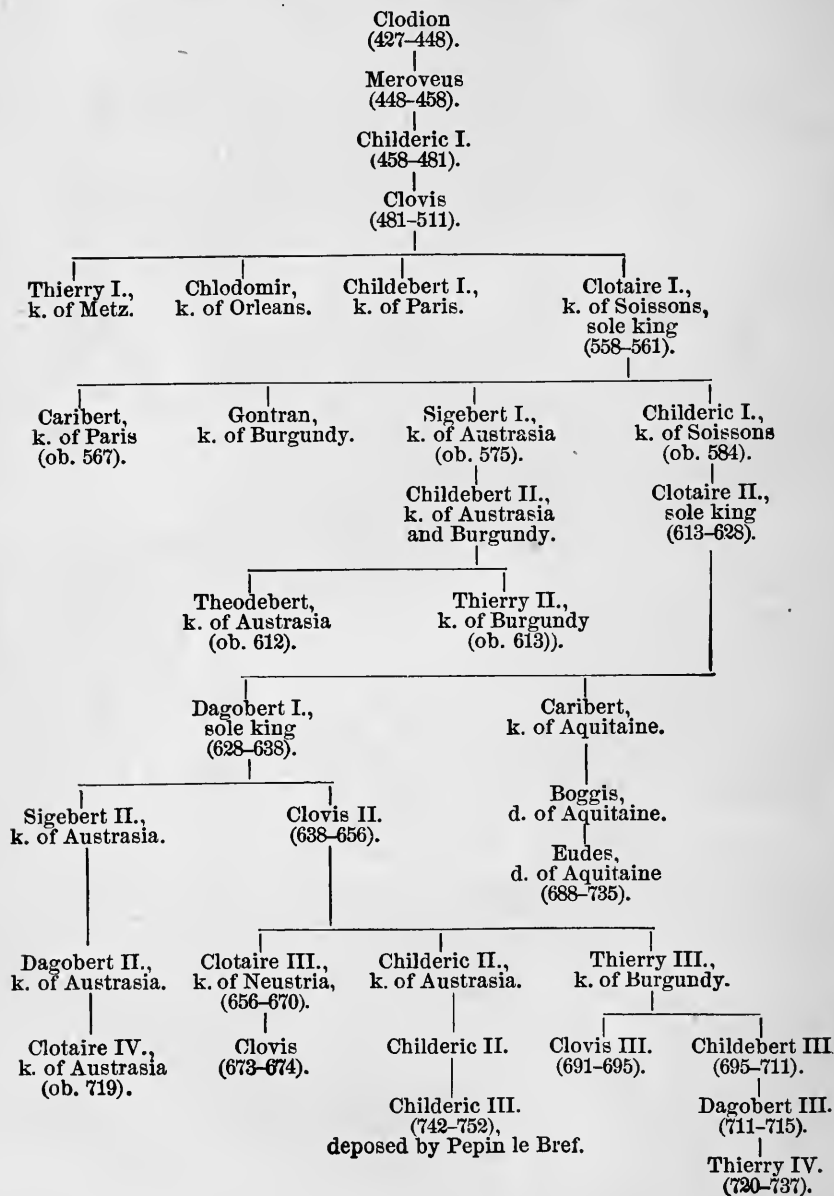 Clodion
(427–448).
Meroveus
(448–458).
Childeric I.
(458–481).
Clovis
(481–511).
Thierry I.,
k. of Metz.
Chlodomir,
k. of Orleans.
Childebert I.,
k. of Paris.
Clotaire I.,
k. of Soissons,
sole king
(558–561).
Caribert,
k. of Paris
(ob. 567).
Gontran,
k. of Burgundy.
Sigebert I.,
k. of Austrasia
(ob. 575).
Childeric I.,
k. of Soissons
(ob. 584).
Childebert II.,
k. of Austrasia
and Burgundy.
Clotaire II.,
sole king
(613–628).
Theodebert,
k. of Austrasia
(ob. 612).
Thierry II.,
k. of Burgundy
(ob. 613)).
Dagobert I.,
sole king
(628–638).
Caribert,
k. of Aquitaine.
Sigebert II.,
k. of Austrasia.
Clovis II.
(638–656).
Boggis,
d. of Aquitaine.
Eudes,
d. of Aquitaine
(688–735).
Dagobert II.,
k. of Austrasia.
Clotaire III.,
k. of Neustria,
(656–670).
Childeric II.,
k. of Austrasia.
Thierry III.,
k. of Burgundy.
Clotaire IV.,
k. of Austrasia
(ob. 719).
Clovis
(673–674).
Childeric II.
Clovis III.
(691–695).
Childebert III
(695–711).
Childeric III.
(742–752),
deposed by Pepin le Bref.
Dagobert III.
(711–715).
Thierry IV.
(720–737).